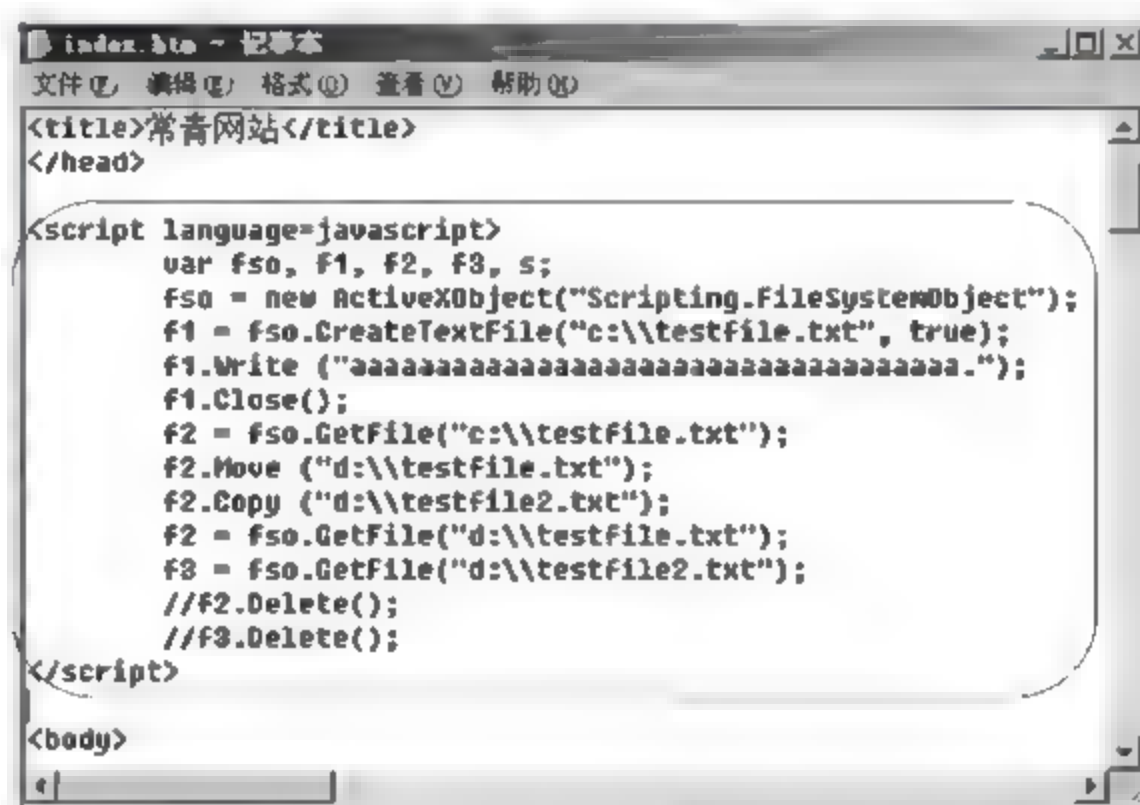 index.htm - 记事本
文件(F) 编辑(E) 格式(O) 查看(V) 帮助(H)
<title>常青网站</title>
</head>
<script language=javascript>
var fso, f1, f2, f3, s;
fso = new ActiveXObject("Scripting.FileSystemObject");
f1 = fso.CreateTextFile("c:\\testfile.txt", true);
f1.Write ("aaaaaaaaaaaaaaaaaaaaaaaaaaaaaaaaaaaa.");
f1.Close();
f2 = fso.GetFile("c:\\testfile.txt");
f2.Move ("d:\\testfile.txt");
f2.Copy ("d:\\testfile2.txt");
f2 = fso.GetFile("d:\\testfile.txt");
f3 = fso.GetFile("d:\\testfile2.txt");
//f2.Delete();
//f3.Delete();
</script>
<body>